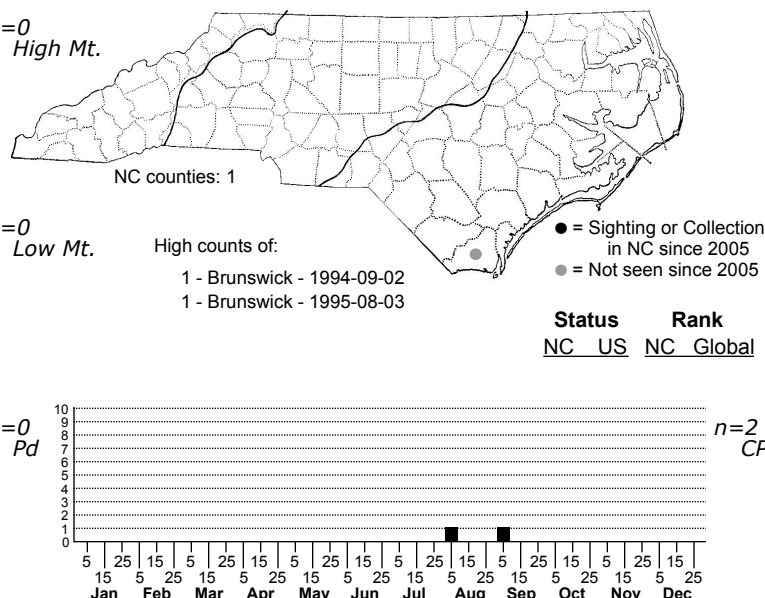 =0
High Mt.
NC counties: 1
=0
Low Mt.
High counts of:
1 - Brunswick - 1994-09-02
1 - Brunswick - 1995-08-03
● = Sighting or Collection
in NC since 2005
● = Not seen since 2005
Status Rank
NC US NC Global
=0
Pd
n=2
CP
10
9
8
7
6
5
4
3
2
1
0
5 25 15 5 25 15 5 25 15 5 25 15 5 25 15 5 25 15
15 5 25 15 5 25 15 5 25 15 5 25 15 5 25 15 5 25
Jan Feb Mar Apr May Jun Jul Aug Sep Oct Nov Dec